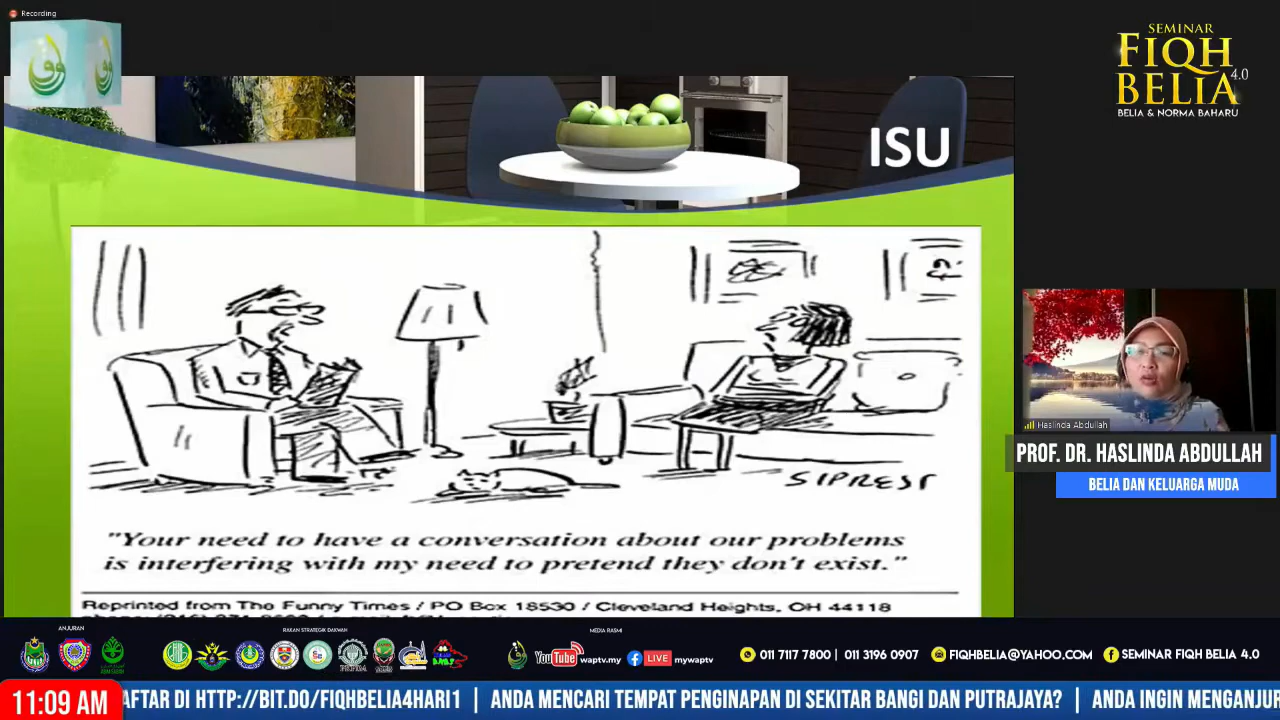 Recording
SEMINAR
FIQH
BELIA 4.0
BELIA & NORMA BAHARU
ISU
SIPRESS
"Your need to have a conversation about our problems
is interfering with my need to pretend they don't exist."
Reprinted from The Funny Times / PO Box 18530 / Cleveland Heights, OH 44118
Haslinda Abdullah
PROF. DR. HASLINDA ABDULLAH
BELIA DAN KELUARGA MUDA
ANJURAN
RAKAN STRATEGIK DAKWAH
MEDIA RASMI
YouTube waptv.my LIVE mywaptv
011 7117 7800 | 011 3196 0907
FIQHBELIA@YAHOO.COM
SEMINAR FIQH BELIA 4.0
11:09 AM
AFTAR DI HTTP://BIT.DO/FIQHBELIA4HARI1 | ANDA MENCARI TEMPAT PENGINAPAN DI SEKITAR BANGI DAN PUTRAJAYA? | ANDA INGIN MENGANJUR